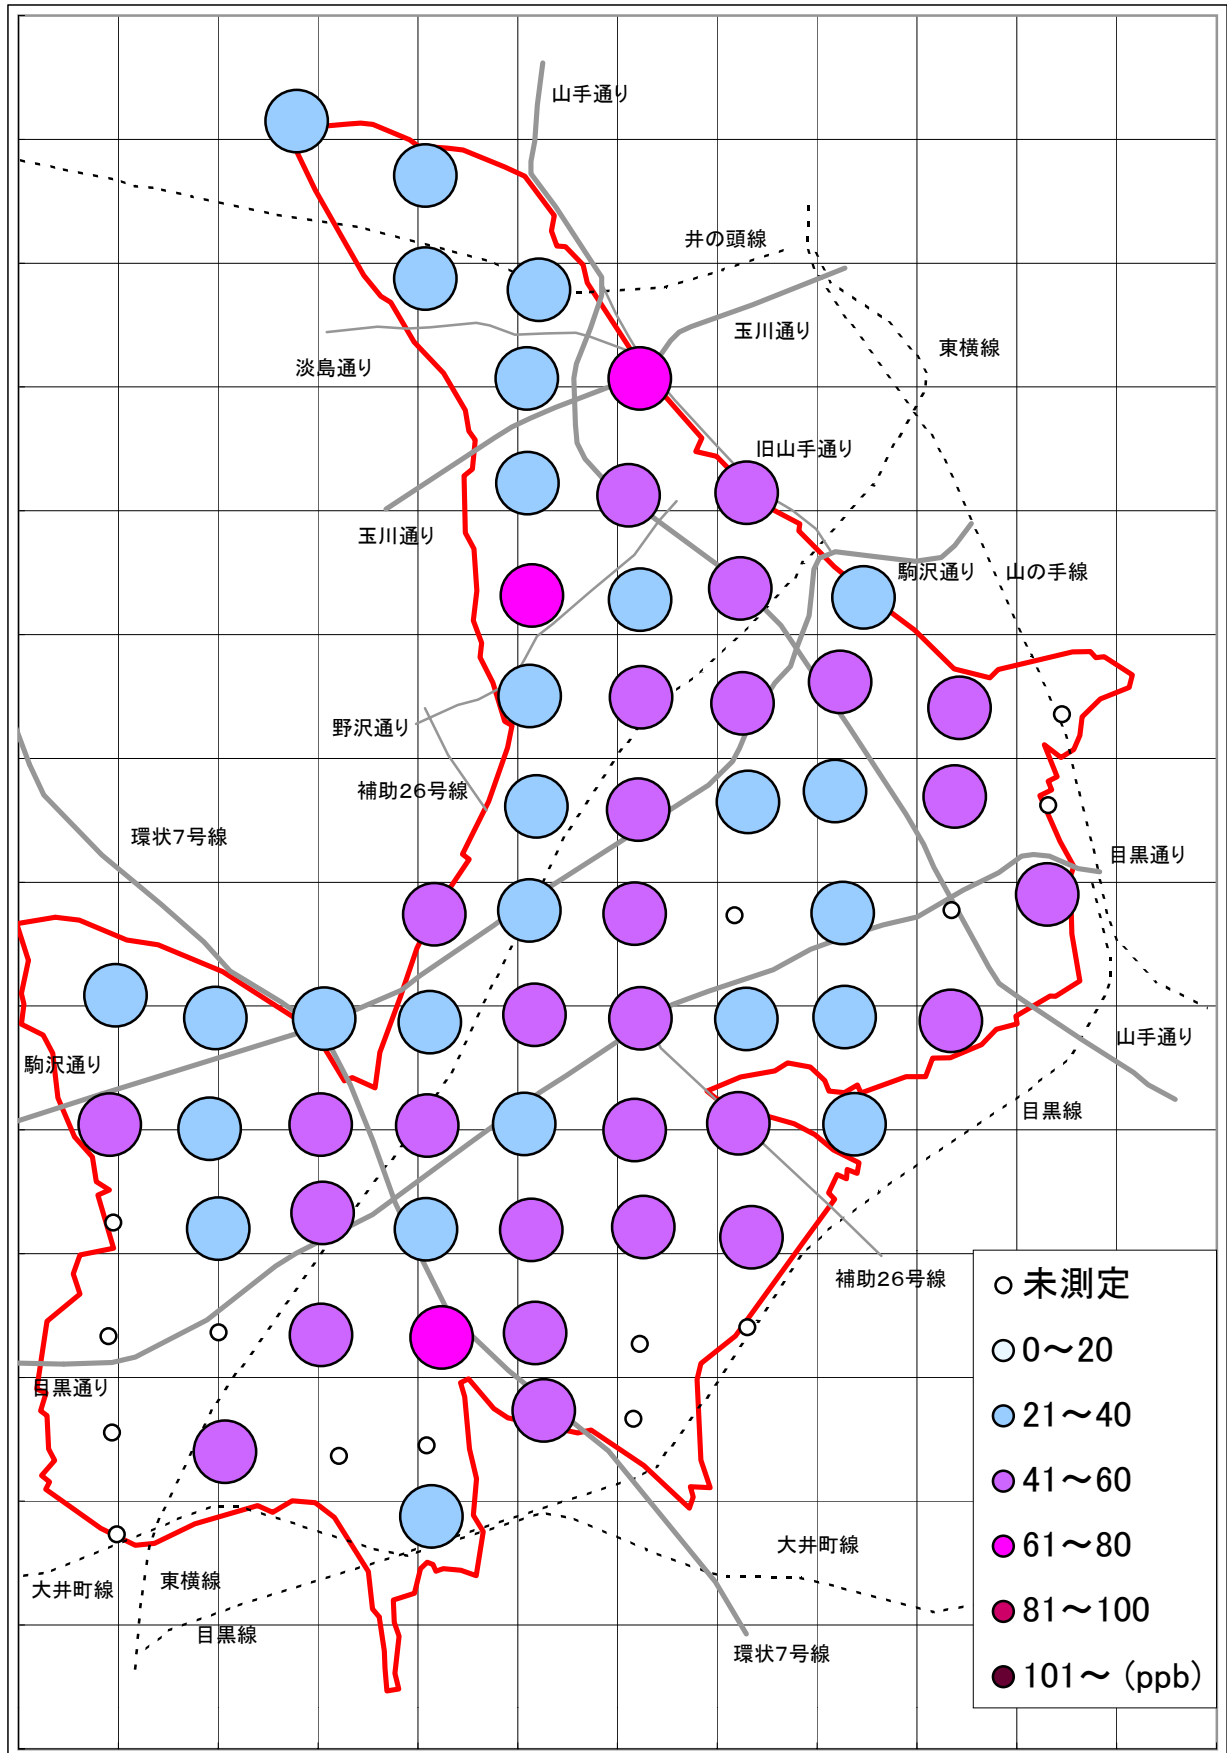 山手通り
井の頭線
玉川通り
東横線
淡島通り
旧山手通り
玉川通り
駒沢通り
山の手線
野沢通り
補助26号線
環状7号線
目黒通り
駒沢通り
山手通り
目黒線
補助26号線
目黒通り
大井町線
東横線
目黒線
大井町線
環状7号線
未測定
0～20
21～40
41～60
61～80
81～100
101～ (ppb)